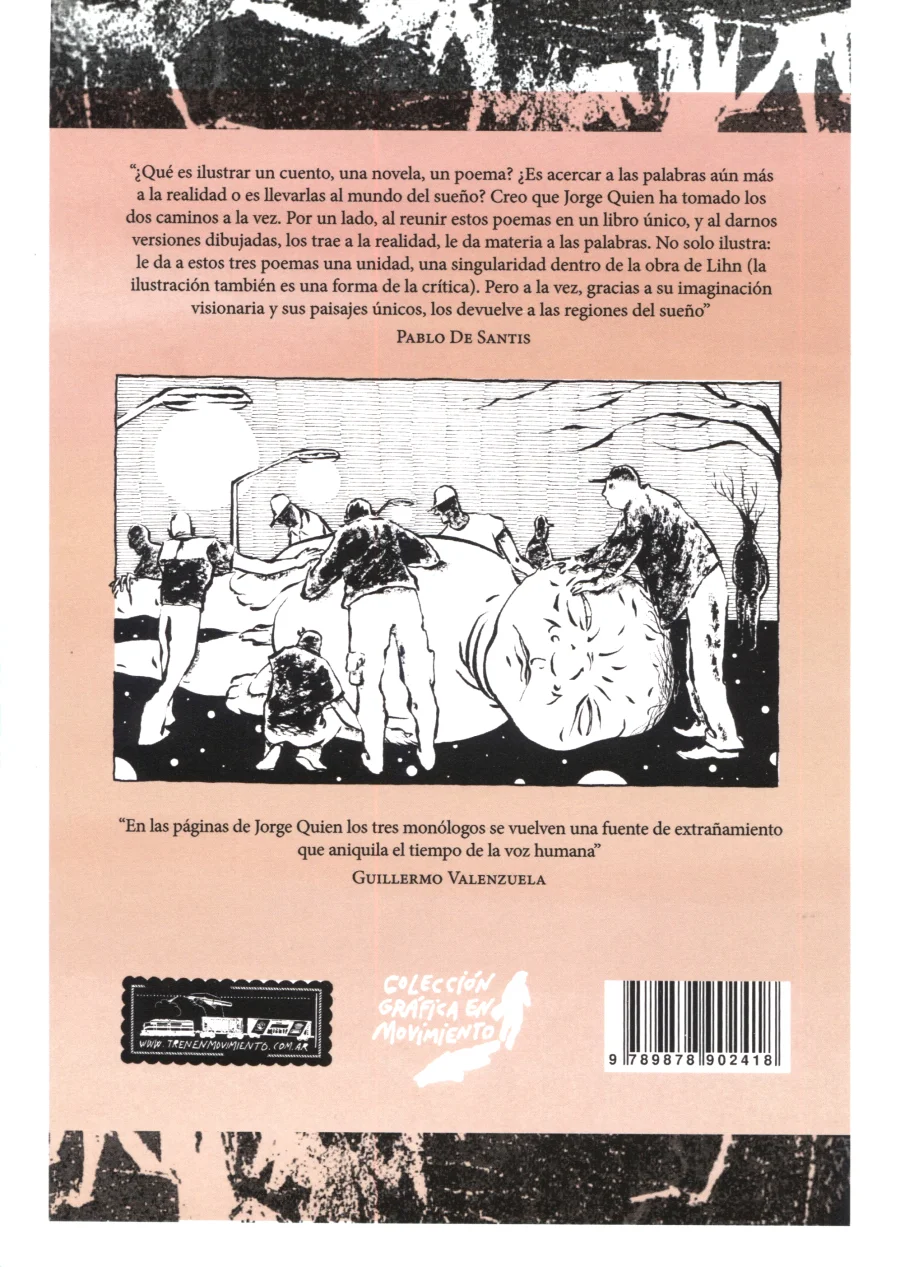 “¿Qué es ilustrar un cuento, una novela, un poema? ¿Es acercar a las palabras aún más
a la realidad o es llevarlas al mundo del sueño? Creo que Jorge Quien ha tomado los
dos caminos a la vez. Por un lado, al reunir estos poemas en un libro único, y al darnos
versiones dibujadas, los trae a la realidad, le da materia a las palabras. No solo ilustra:
le da a estos tres poemas una unidad, una singularidad dentro de la obra de Lihn (la
ilustración también es una forma de la crítica). Pero a la vez, gracias a su imaginación
visionaria y sus paisajes únicos, los devuelve a las regiones del sueño”
Pablo De Santis
“En las páginas de Jorge Quien los tres monólogos se vuelven una fuente de extrañamiento
que aniquila el tiempo de la voz humana”
Guillermo Valenzuela
WWW.TRENENMOVIMIENTO.COM.AR
COLECCIÓN
GRÁFICA EN
MOVIMIENTO
9 789878 902418